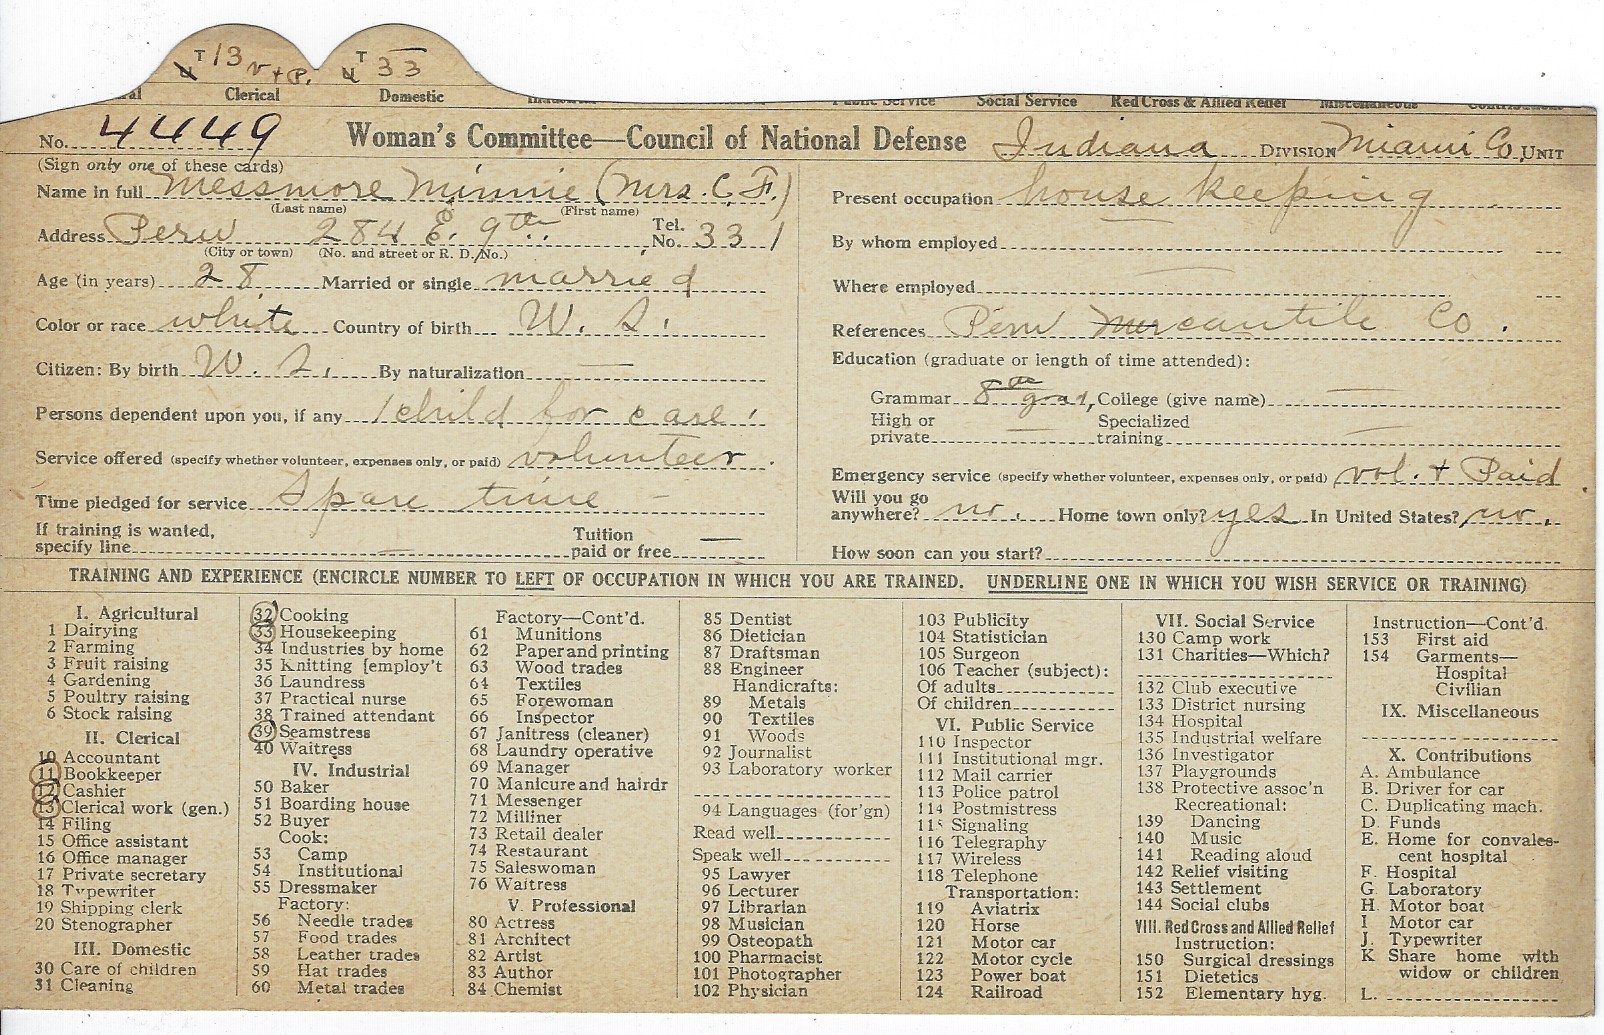 T 13 v + P. T 33
Clerical Domestic Public Service Social Service Red Cross & Allied Relief Miscellaneous
No. 4449 Woman's Committee—Council of National Defense Indiana DIVISION Miami Co. UNIT
(Sign only one of these cards)
Name in full Messmore Minnie (Mrs. C. F.)
(Last name) (First name)
Address Peru 284 E. 9th Tel. No. 331
(City or town) (No. and street or R. D. No.)
Age (in years) 28 Married or single married
Color or race white Country of birth U. S.
Citizen: By birth U. S. By naturalization —
Persons dependent upon you, if any 1 child for care.
Service offered (specify whether volunteer, expenses only, or paid) volunteer.
Time pledged for service Spare time —
If training is wanted,
specify line — Tuition paid or free —
Present occupation house keeping
By whom employed
Where employed —
References Peru Mercantile Co.
Education (graduate or length of time attended):
Grammar 8th grad, College (give name) —
High or private — Specialized training —
Emergency service (specify whether volunteer, expenses only, or paid) vol. + Paid
Will you go
anywhere? no. Home town only? yes In United States? no.
How soon can you start?
TRAINING AND EXPERIENCE (ENCIRCLE NUMBER TO LEFT OF OCCUPATION IN WHICH YOU ARE TRAINED. UNDERLINE ONE IN WHICH YOU WISH SERVICE OR TRAINING)
I. Agricultural
1 Dairying
2 Farming
3 Fruit raising
4 Gardening
5 Poultry raising
6 Stock raising
II. Clerical
10 Accountant
11 Bookkeeper
12 Cashier
13 Clerical work (gen.)
14 Filing
15 Office assistant
16 Office manager
17 Private secretary
18 Typewriter
19 Shipping clerk
20 Stenographer
III. Domestic
30 Care of children
31 Cleaning
32 Cooking
33 Housekeeping
34 Industries by home
35 Knitting [employ't
36 Laundress
37 Practical nurse
38 Trained attendant
39 Seamstress
40 Waitress
IV. Industrial
50 Baker
51 Boarding house
52 Buyer
Cook:
53 Camp
54 Institutional
55 Dressmaker
Factory:
56 Needle trades
57 Food trades
58 Leather trades
59 Hat trades
60 Metal trades
Factory—Cont'd.
61 Munitions
62 Paper and printing
63 Wood trades
64 Textiles
65 Forewoman
66 Inspector
67 Janitress (cleaner)
68 Laundry operative
69 Manager
70 Manicure and hairdr
71 Messenger
72 Milliner
73 Retail dealer
74 Restaurant
75 Saleswoman
76 Waitress
V. Professional
80 Actress
81 Architect
82 Artist
83 Author
84 Chemist
85 Dentist
86 Dietician
87 Draftsman
88 Engineer
Handicrafts:
89 Metals
90 Textiles
91 Woods
92 Journalist
93 Laboratory worker
94 Languages (for'gn)
Read well
Speak well
95 Lawyer
96 Lecturer
97 Librarian
98 Musician
99 Osteopath
100 Pharmacist
101 Photographer
102 Physician
103 Publicity
104 Statistician
105 Surgeon
106 Teacher (subject):
Of adults
Of children
VI. Public Service
110 Inspector
111 Institutional mgr.
112 Mail carrier
113 Police patrol
114 Postmistress
115 Signaling
116 Telegraphy
117 Wireless
118 Telephone
Transportation:
119 Aviatrix
120 Horse
121 Motor car
122 Motor cycle
123 Power boat
124 Railroad
VII. Social Service
130 Camp work
131 Charities—Which?
132 Club executive
133 District nursing
134 Hospital
135 Industrial welfare
136 Investigator
137 Playgrounds
138 Protective assoc'n
Recreational:
139 Dancing
140 Music
141 Reading aloud
142 Relief visiting
143 Settlement
144 Social clubs
VIII. Red Cross and Allied Relief
Instruction:
150 Surgical dressings
151 Dietetics
152 Elementary hyg.
Instruction—Cont'd.
153 First aid
154 Garments—
Hospital
Civilian
IX. Miscellaneous
X. Contributions
A. Ambulance
B. Driver for car
C. Duplicating mach.
D. Funds
E. Home for convales-
cent hospital
F. Hospital
G. Laboratory
H. Motor boat
I Motor car
J. Typewriter
K Share home with
widow or children
L.